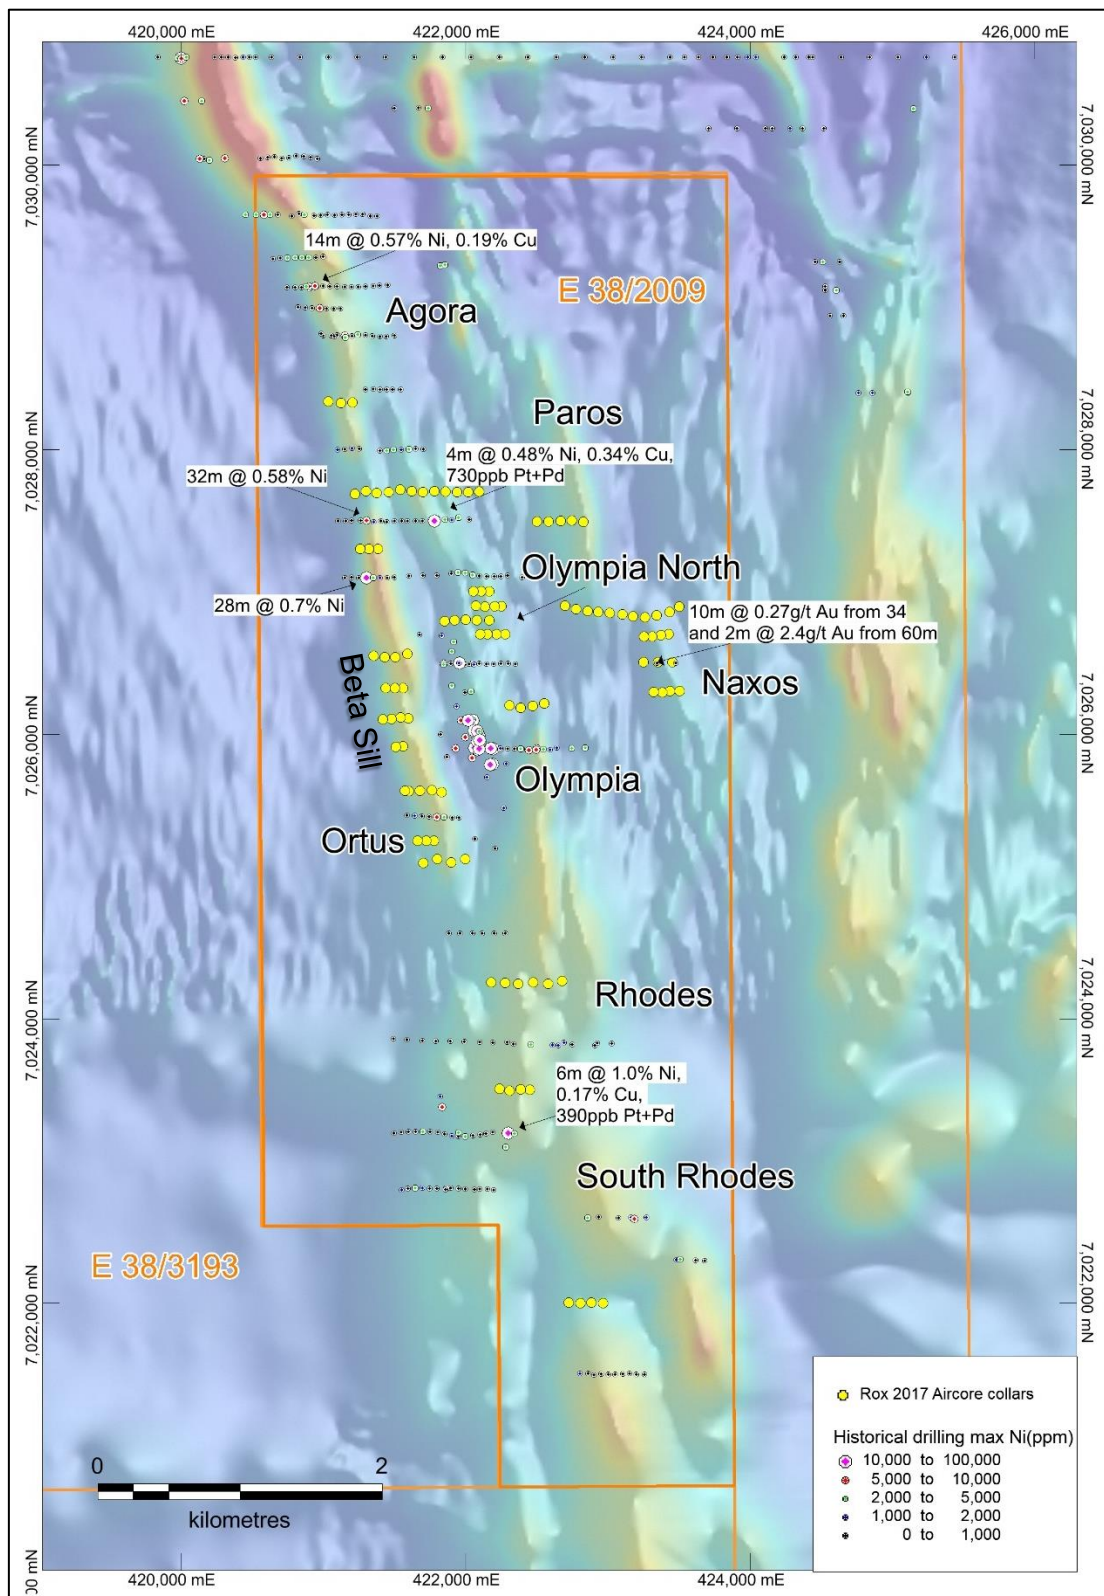 420,000 mE
422,000 mE
424,000 mE
426,000 mE
7,030,000 mN
7,030,000 mN
14m @ 0.57% Ni, 0.19% Cu
E 38/2009
Agora
Paros
7,028,000 mN
7,028,000 mN
4m @ 0.48% Ni, 0.34% Cu,
730ppb Pt+Pd
32m @ 0.58% Ni
Olympia North
28m @ 0.7% Ni
10m @ 0.27g/t Au from 34
and 2m @ 2.4g/t Au from 60m
Naxos
Beta Sill
7,026,000 mN
7,026,000 mN
Olympia
Ortus
Rhodes
7,024,000 mN
7,024,000 mN
6m @ 1.0% Ni,
0.17% Cu,
390ppb Pt+Pd
South Rhodes
E 38/3193
7,022,000 mN
7,022,000 mN
Rox 2017 Aircore collars
Historical drilling max Ni(ppm)
10,000 to 100,000
5,000 to 10,000
2,000 to 5,000
1,000 to 2,000
0 to 1,000
0 2
kilometres
00 mN
420,000 mE
422,000 mE
424,000 mE